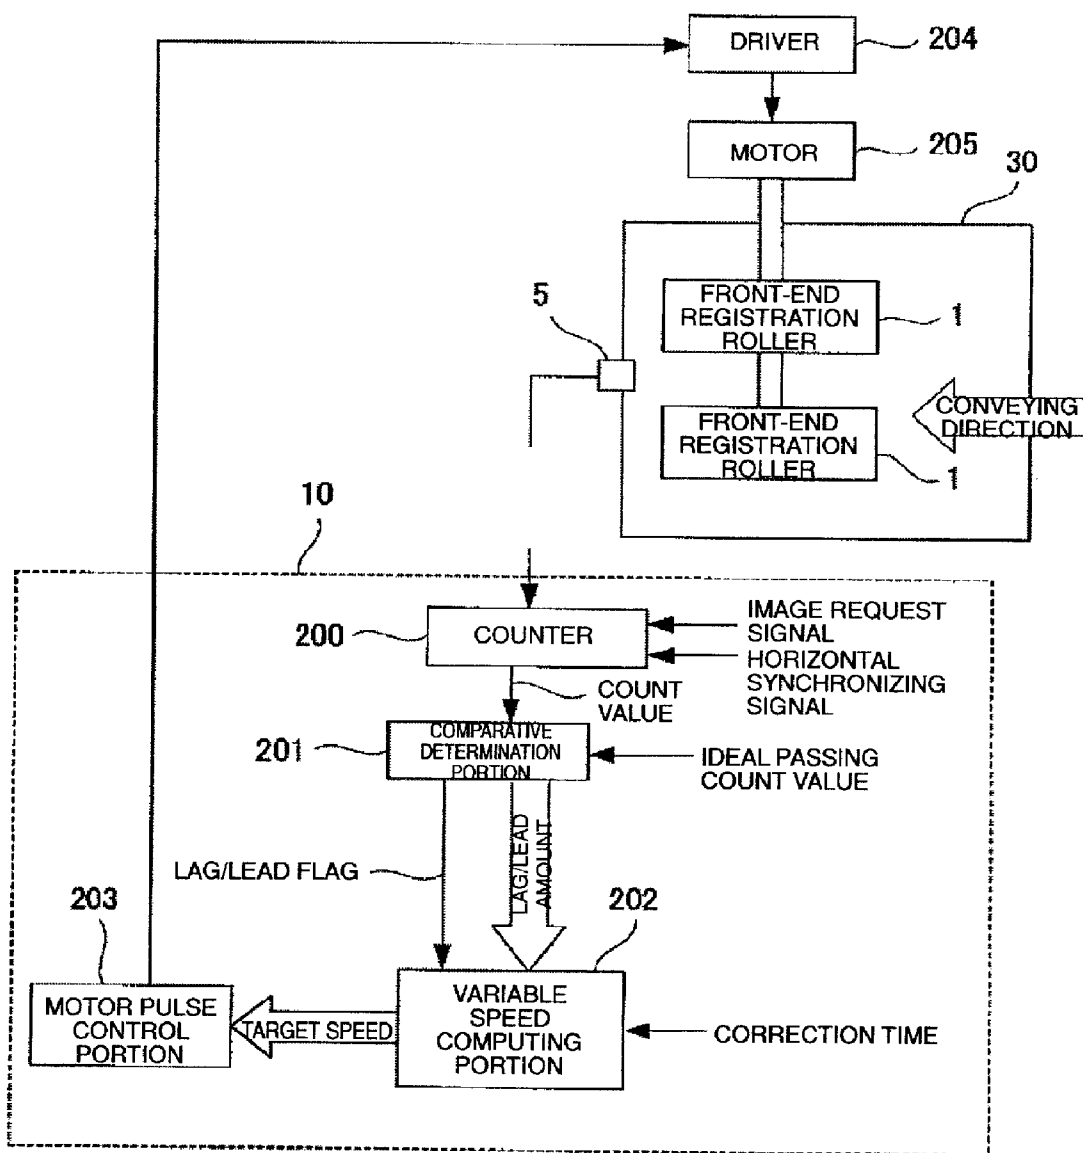 DRIVER
204
MOTOR
205
30
FRONT-END
REGISTRATION
ROLLER
1
5
CONVEYING
DIRECTION
FRONT-END
REGISTRATION
ROLLER
1
10
200
COUNTER
IMAGE REQUEST
SIGNAL
HORIZONTAL
SYNCHRONIZING
SIGNAL
COUNT
VALUE
201
COMPARATIVE
DETERMINATION
PORTION
IDEAL PASSING
COUNT VALUE
LAG/LEAD FLAG
LAG/LEAD
AMOUNT
203
202
MOTOR PULSE
CONTROL
PORTION
TARGET SPEED
VARIABLE
SPEED
COMPUTING
PORTION
CORRECTION TIME